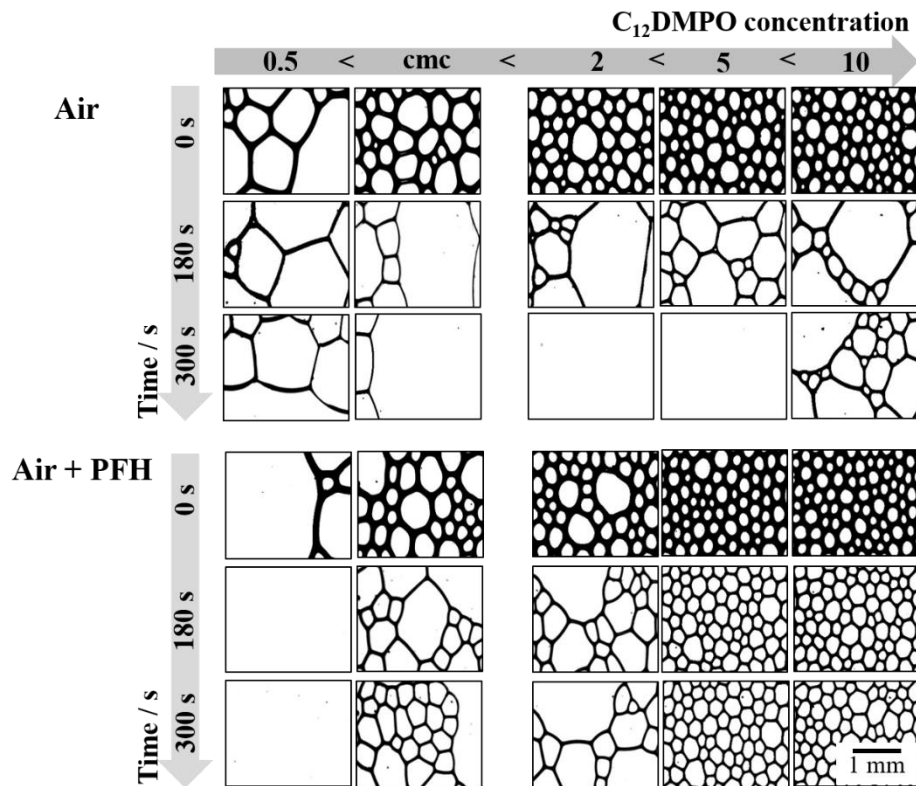 C₁₂DMPO concentration
0.5 < cmc < 2 < 5 < 10
Air
0 s
180 s
300 s
Time / s
Air + PFH
0 s
180 s
300 s
Time / s
1 mm